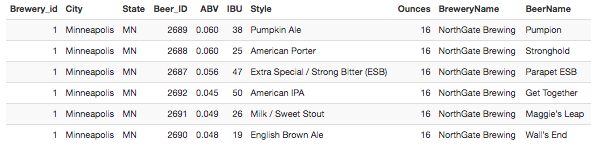 Brewery_id City State Beer_ID ABV IBU Style Ounces BreweryName BeerName
1 Minneapolis MN 2689 0.060 38 Pumpkin Ale 16 NorthGate Brewing Pumpion
1 Minneapolis MN 2688 0.060 25 American Porter 16 NorthGate Brewing Stronghold
1 Minneapolis MN 2687 0.056 47 Extra Special / Strong Bitter (ESB) 16 NorthGate Brewing Parapet ESB
1 Minneapolis MN 2692 0.045 50 American IPA 16 NorthGate Brewing Get Together
1 Minneapolis MN 2691 0.049 26 Milk / Sweet Stout 16 NorthGate Brewing Maggie's Leap
1 Minneapolis MN 2690 0.048 19 English Brown Ale 16 NorthGate Brewing Wall's End